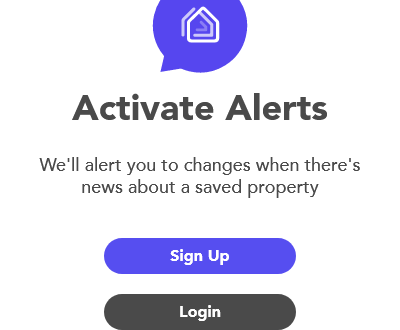 Activate Alerts
We'll alert you to changes when there's
news about a saved property
Sign Up
Login